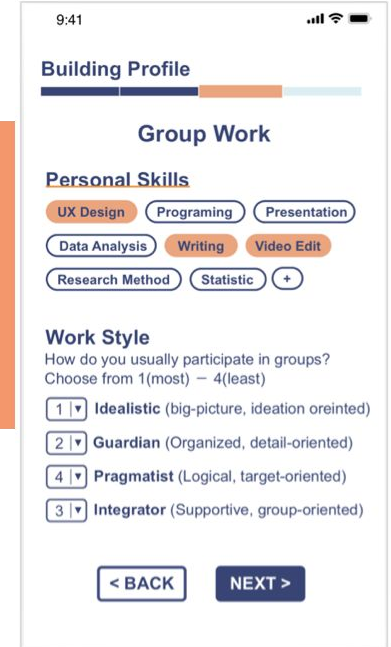 9:41
Building Profile
Group Work
Personal Skills
UX Design Programing Presentation
Data Analysis Writing Video Edit
Research Method Statistic +
Work Style
How do you usually participate in groups?
Choose from 1(most) – 4(least)
1 Idealistic (big-picture, ideation oreinted)
2 Guardian (Organized, detail-oriented)
4 Pragmatist (Logical, target-oriented)
3 Integrator (Supportive, group-oriented)
< BACK NEXT >